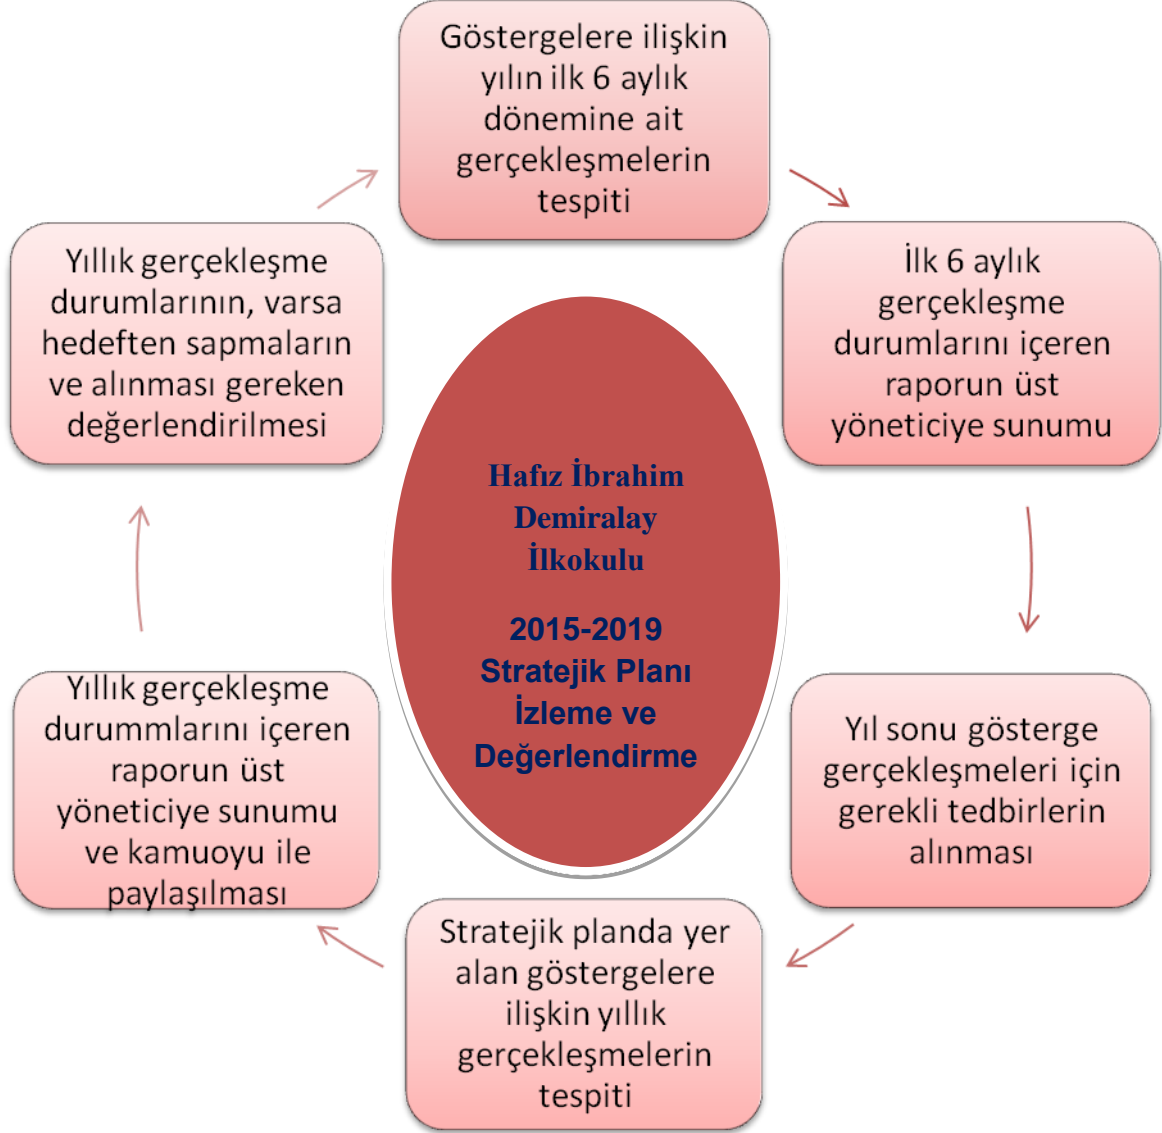 Göstergelere ilişkin
yılın ilk 6 aylık
dönemine ait
gerçekleşmelerin
tespiti
İlk 6 aylık
gerçekleşme
durumlarını içeren
raporun üst
yöneticiye sunumu
Yıl sonu gösterge
gerçekleşmeleri için
gerekli tedbirlerin
alınması
Stratejik planda yer
alan göstergelere
ilişkin yıllık
gerçekleşmelerin
tespiti
Yıllık gerçekleşme
durummlarını içeren
raporun üst
yöneticiye sunumu
ve kamuoyu ile
paylaşılması
Yıllık gerçekleşme
durumlarının, varsa
hedeften sapmaların
ve alınması gereken
değerlendirilmesi
Hafız İbrahim
Demiralay
İlkokulu
2015-2019
Stratejik Planı
İzleme ve
Değerlendirme